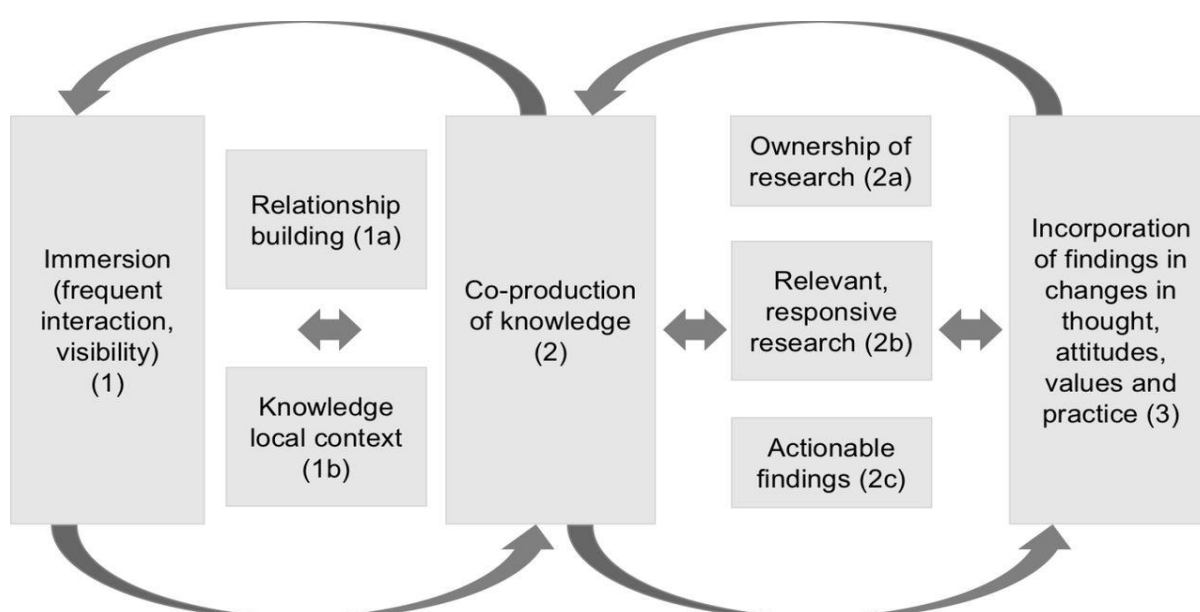 Immersion
(frequent
interaction,
visibility)
(1)
Relationship
building (1a)
Knowledge
local context
(1b)
Co-production
of knowledge
(2)
Ownership of
research (2a)
Relevant,
responsive
research (2b)
Actionable
findings (2c)
Incorporation
of findings in
changes in
thought,
attitudes,
values and
practice (3)